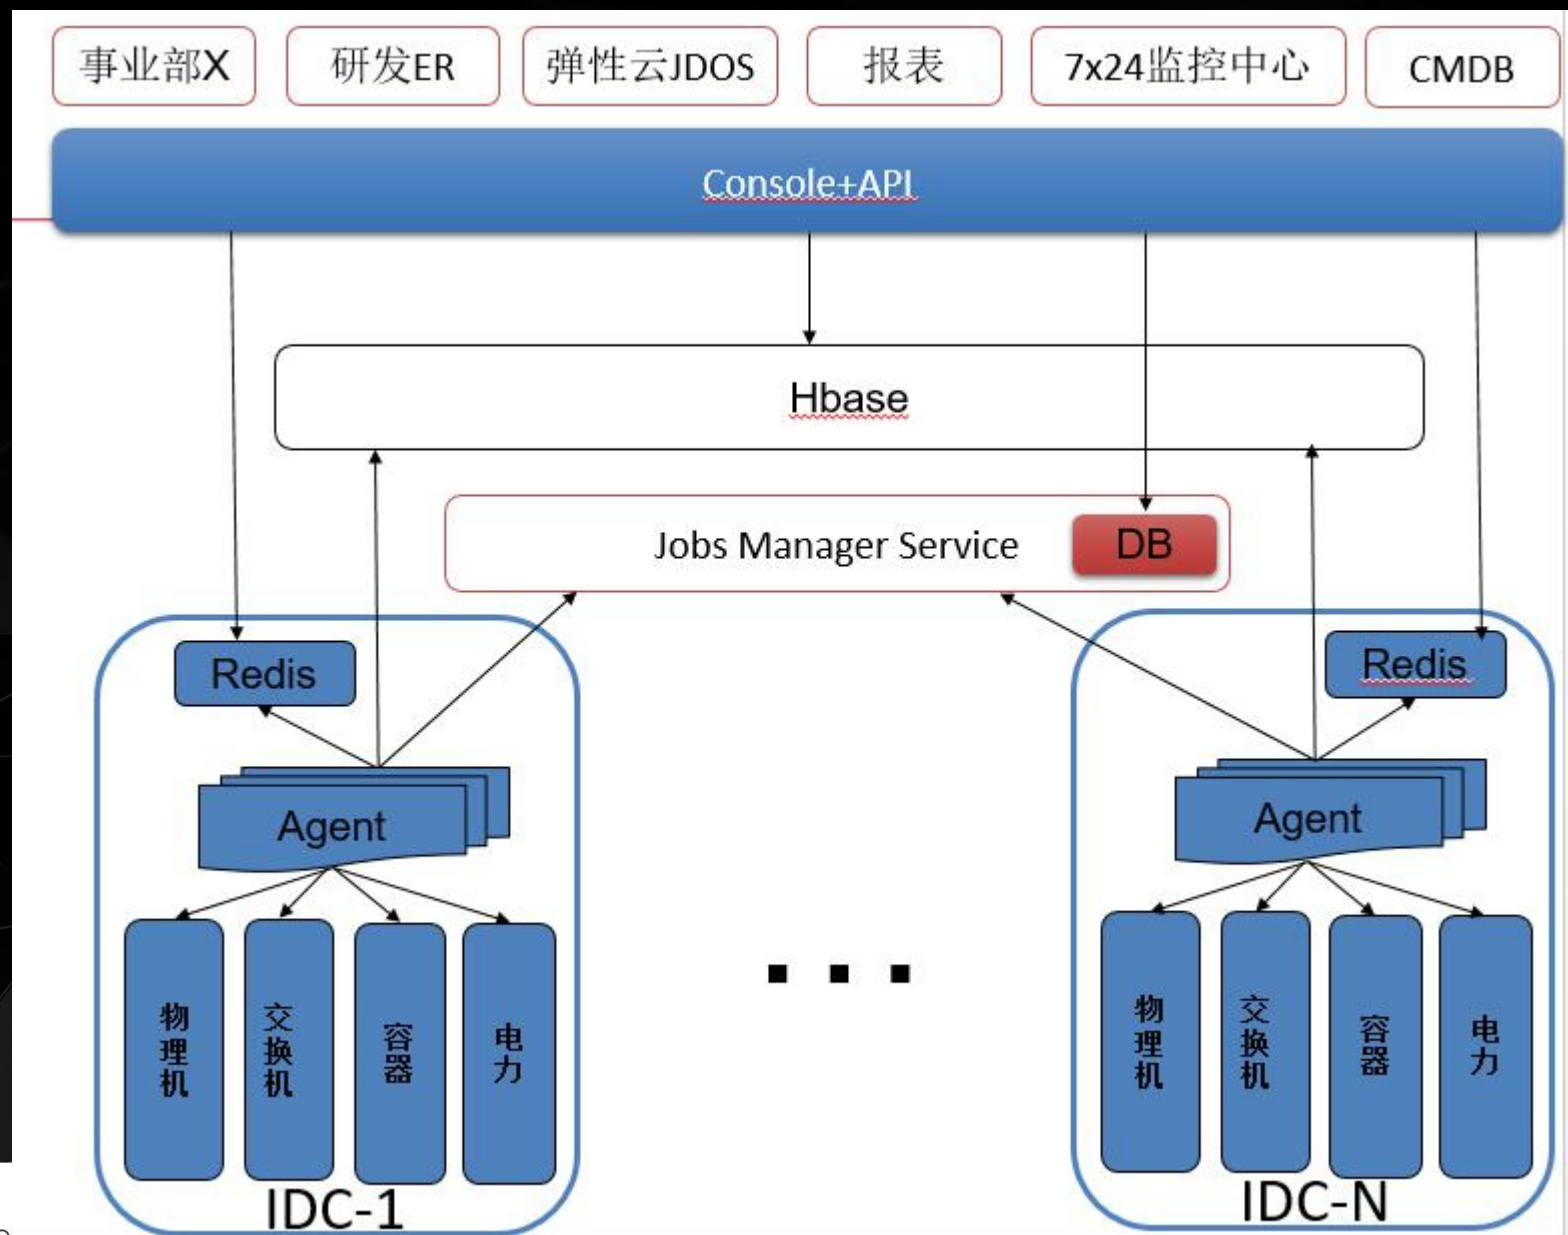 事业部X
研发ER
弹性云JDOS
报表
7x24监控中心
CMDB
Console+API
Hbase
Jobs Manager Service
DB
Redis
Redis
Agent
Agent
物理机
交换机
容器
电力
物理机
交换机
容器
电力
IDC-1
IDC-N